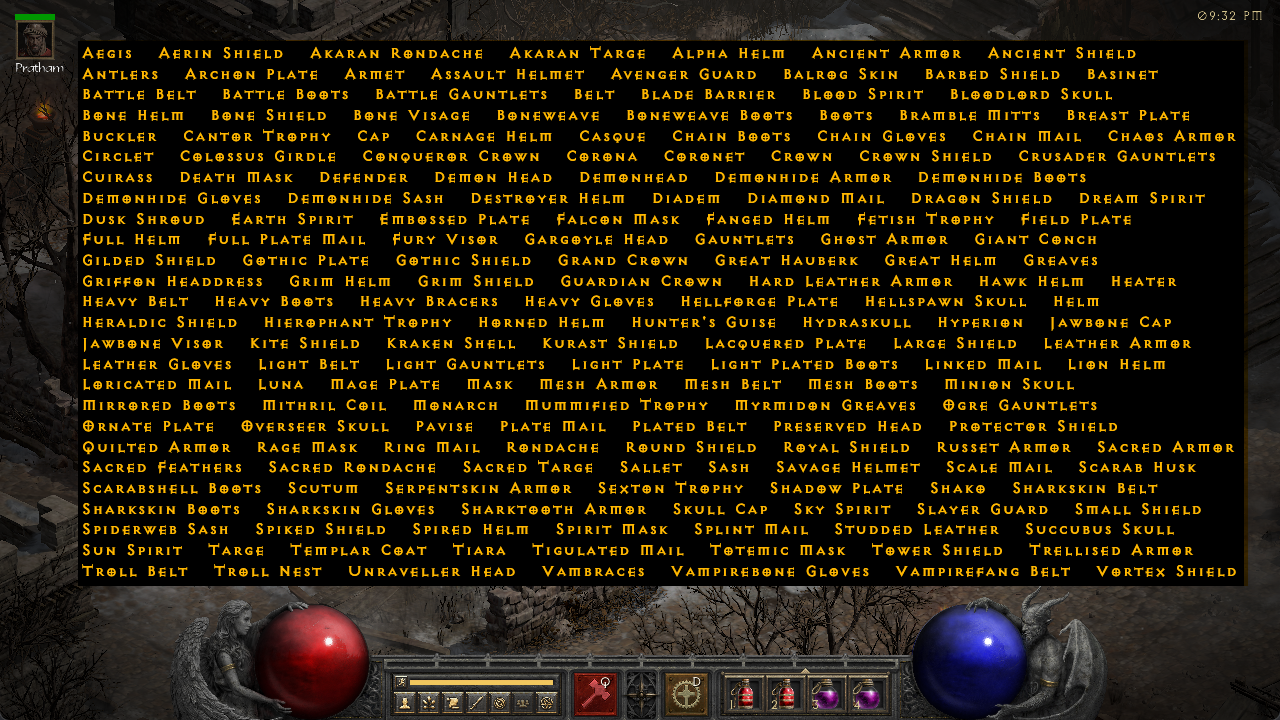 09:32 PM
Pratham
Aegis Aerin Shield Akaran Rondache Akaran Targe Alpha Helm Ancient Armor Ancient Shield
Antlers Archon Plate Armet Assault Helmet Avenger Guard Balrog Skin Barbed Shield Basinet
Battle Belt Battle Boots Battle Gauntlets Belt Blade Barrier Blood Spirit Bloodlord Skull
Bone Helm Bone Shield Bone Visage Boneweave Boneweave Boots Boots Bramble Mitts Breast Plate
Buckler Cantor Trophy Cap Carnage Helm Casque Chain Boots Chain Gloves Chain Mail Chaos Armor
Circlet Colossus Girdle Conqueror Crown Corona Coronet Crown Crown Shield Crusader Gauntlets
Cuirass Death Mask Defender Demon Head Demonhead Demonhide Armor Demonhide Boots
Demonhide Gloves Demonhide Sash Destroyer Helm Diadem Diamond Mail Dragon Shield Dream Spirit
Dusk Shroud Earth Spirit Embossed Plate Falcon Mask Fanged Helm Fetish Trophy Field Plate
Full Helm Full Plate Mail Fury Visor Gargoyle Head Gauntlets Ghost Armor Giant Conch
Gilded Shield Gothic Plate Gothic Shield Grand Crown Great Hauberk Great Helm Greaves
Griffon Headdress Grim Helm Grim Shield Guardian Crown Hard Leather Armor Hawk Helm Heater
Heavy Belt Heavy Boots Heavy Bracers Heavy Gloves Hellforge Plate Hellspawn Skull Helm
Heraldic Shield Hierophant Trophy Horned Helm Hunter's Guise Hydraskull Hyperion Jawbone Cap
Jawbone Visor Kite Shield Kraken Shell Kurast Shield Lacquered Plate Large Shield Leather Armor
Leather Gloves Light Belt Light Gauntlets Light Plate Light Plated Boots Linked Mail Lion Helm
Loricated Mail Luna Mage Plate Mask Mesh Armor Mesh Belt Mesh Boots Minion Skull
Mirrored Boots Mithril Coil Monarch Mummified Trophy Myrmidon Greaves Ogre Gauntlets
Ornate Plate Overseer Skull Pavise Plate Mail Plated Belt Preserved Head Protector Shield
Quilted Armor Rage Mask Ring Mail Rondache Round Shield Royal Shield Russet Armor Sacred Armor
Sacred Feathers Sacred Rondache Sacred Targe Sallet Sash Savage Helmet Scale Mail Scarab Husk
Scarabshell Boots Scutum Serpentskin Armor Sexton Trophy Shadow Plate Shako Sharkskin Belt
Sharkskin Boots Sharkskin Gloves Sharktooth Armor Skull Cap Sky Spirit Slayer Guard Small Shield
Spiderweb Sash Spiked Shield Spired Helm Spirit Mask Splint Mail Studded Leather Succubus Skull
Sun Spirit Targe Templar Coat Tiara Tigulated Mail Totemic Mask Tower Shield Trellised Armor
Troll Belt Troll Nest Unraveller Head Vambraces Vampirebone Gloves Vampirefang Belt Vortex Shield
Q D
1 2 3 4